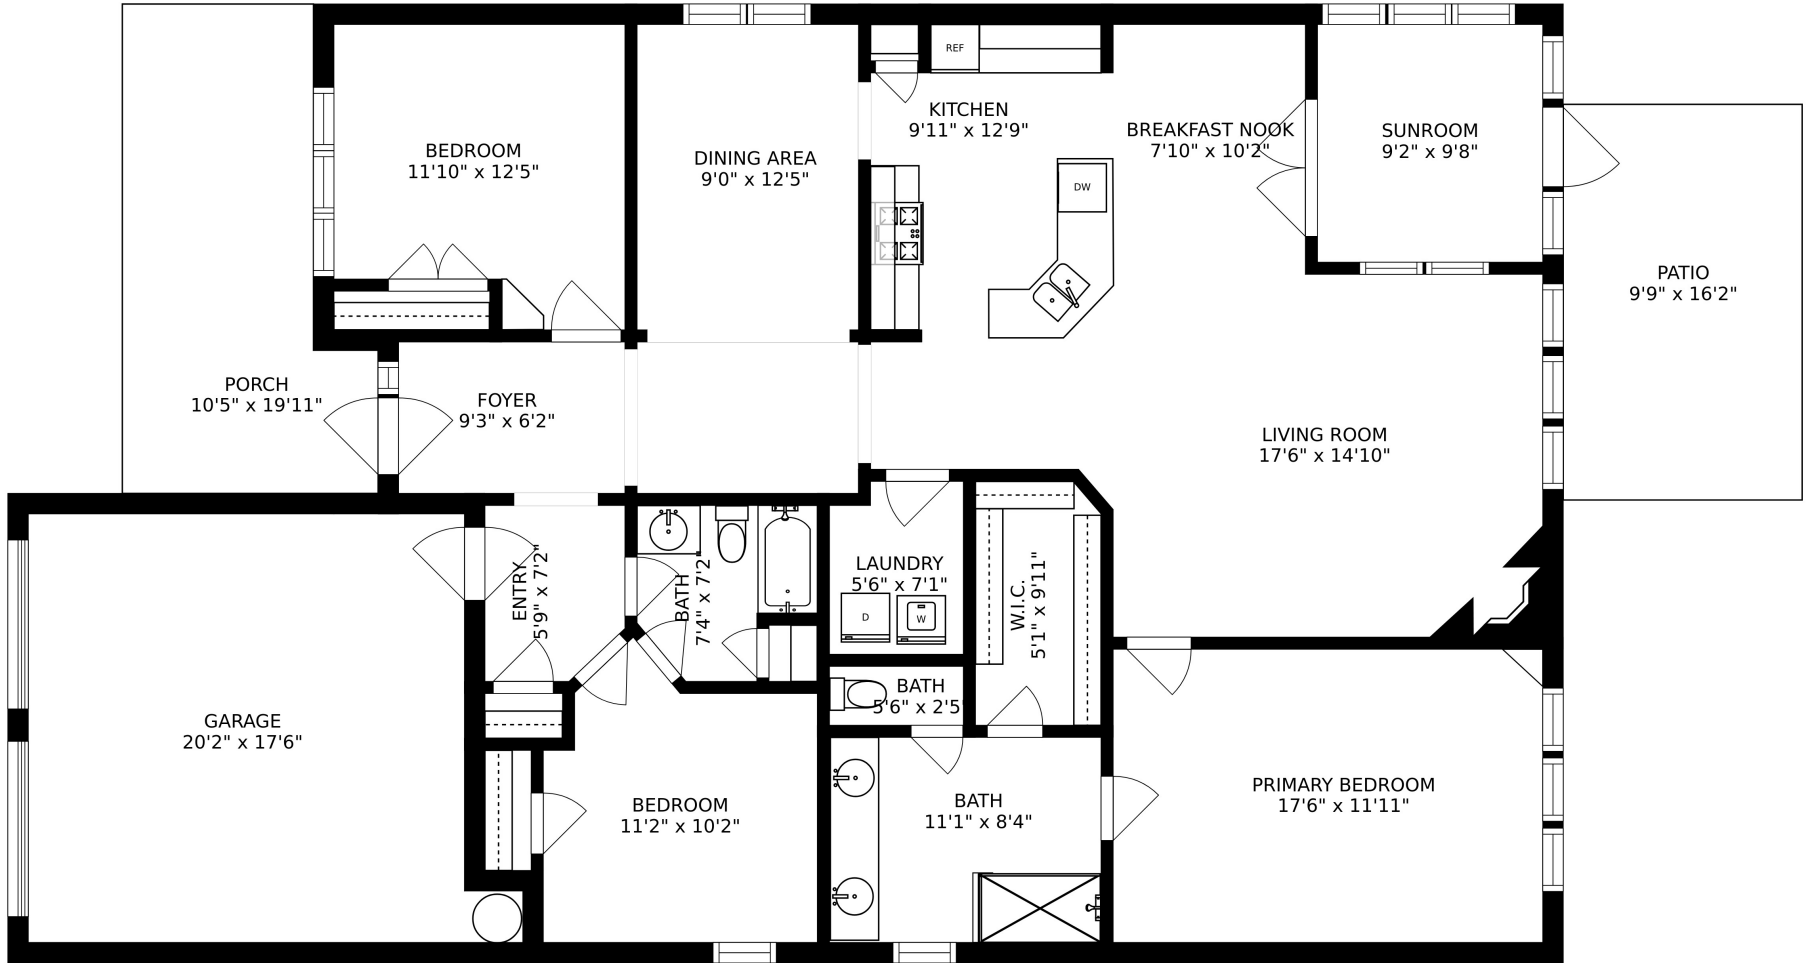 REF
KITCHEN
9'11" x 12'9"
BREAKFAST NOOK
7'10" x 10'2"
SUNROOM
9'2" x 9'8"
BEDROOM
11'10" x 12'5"
DINING AREA
9'0" x 12'5"
DW
PATIO
9'9" x 16'2"
PORCH
10'5" x 19'11"
FOYER
9'3" x 6'2"
LIVING ROOM
17'6" x 14'10"
ENTRY
5'9" x 7'2"
BATH
7'4" x 7'2"
LAUNDRY
5'6" x 7'1"
D
W
W.I.C.
5'1" x 9'11"
BATH
5'6" x 2'5
GARAGE
20'2" x 17'6"
BEDROOM
11'2" x 10'2"
BATH
11'1" x 8'4"
PRIMARY BEDROOM
17'6" x 11'11"